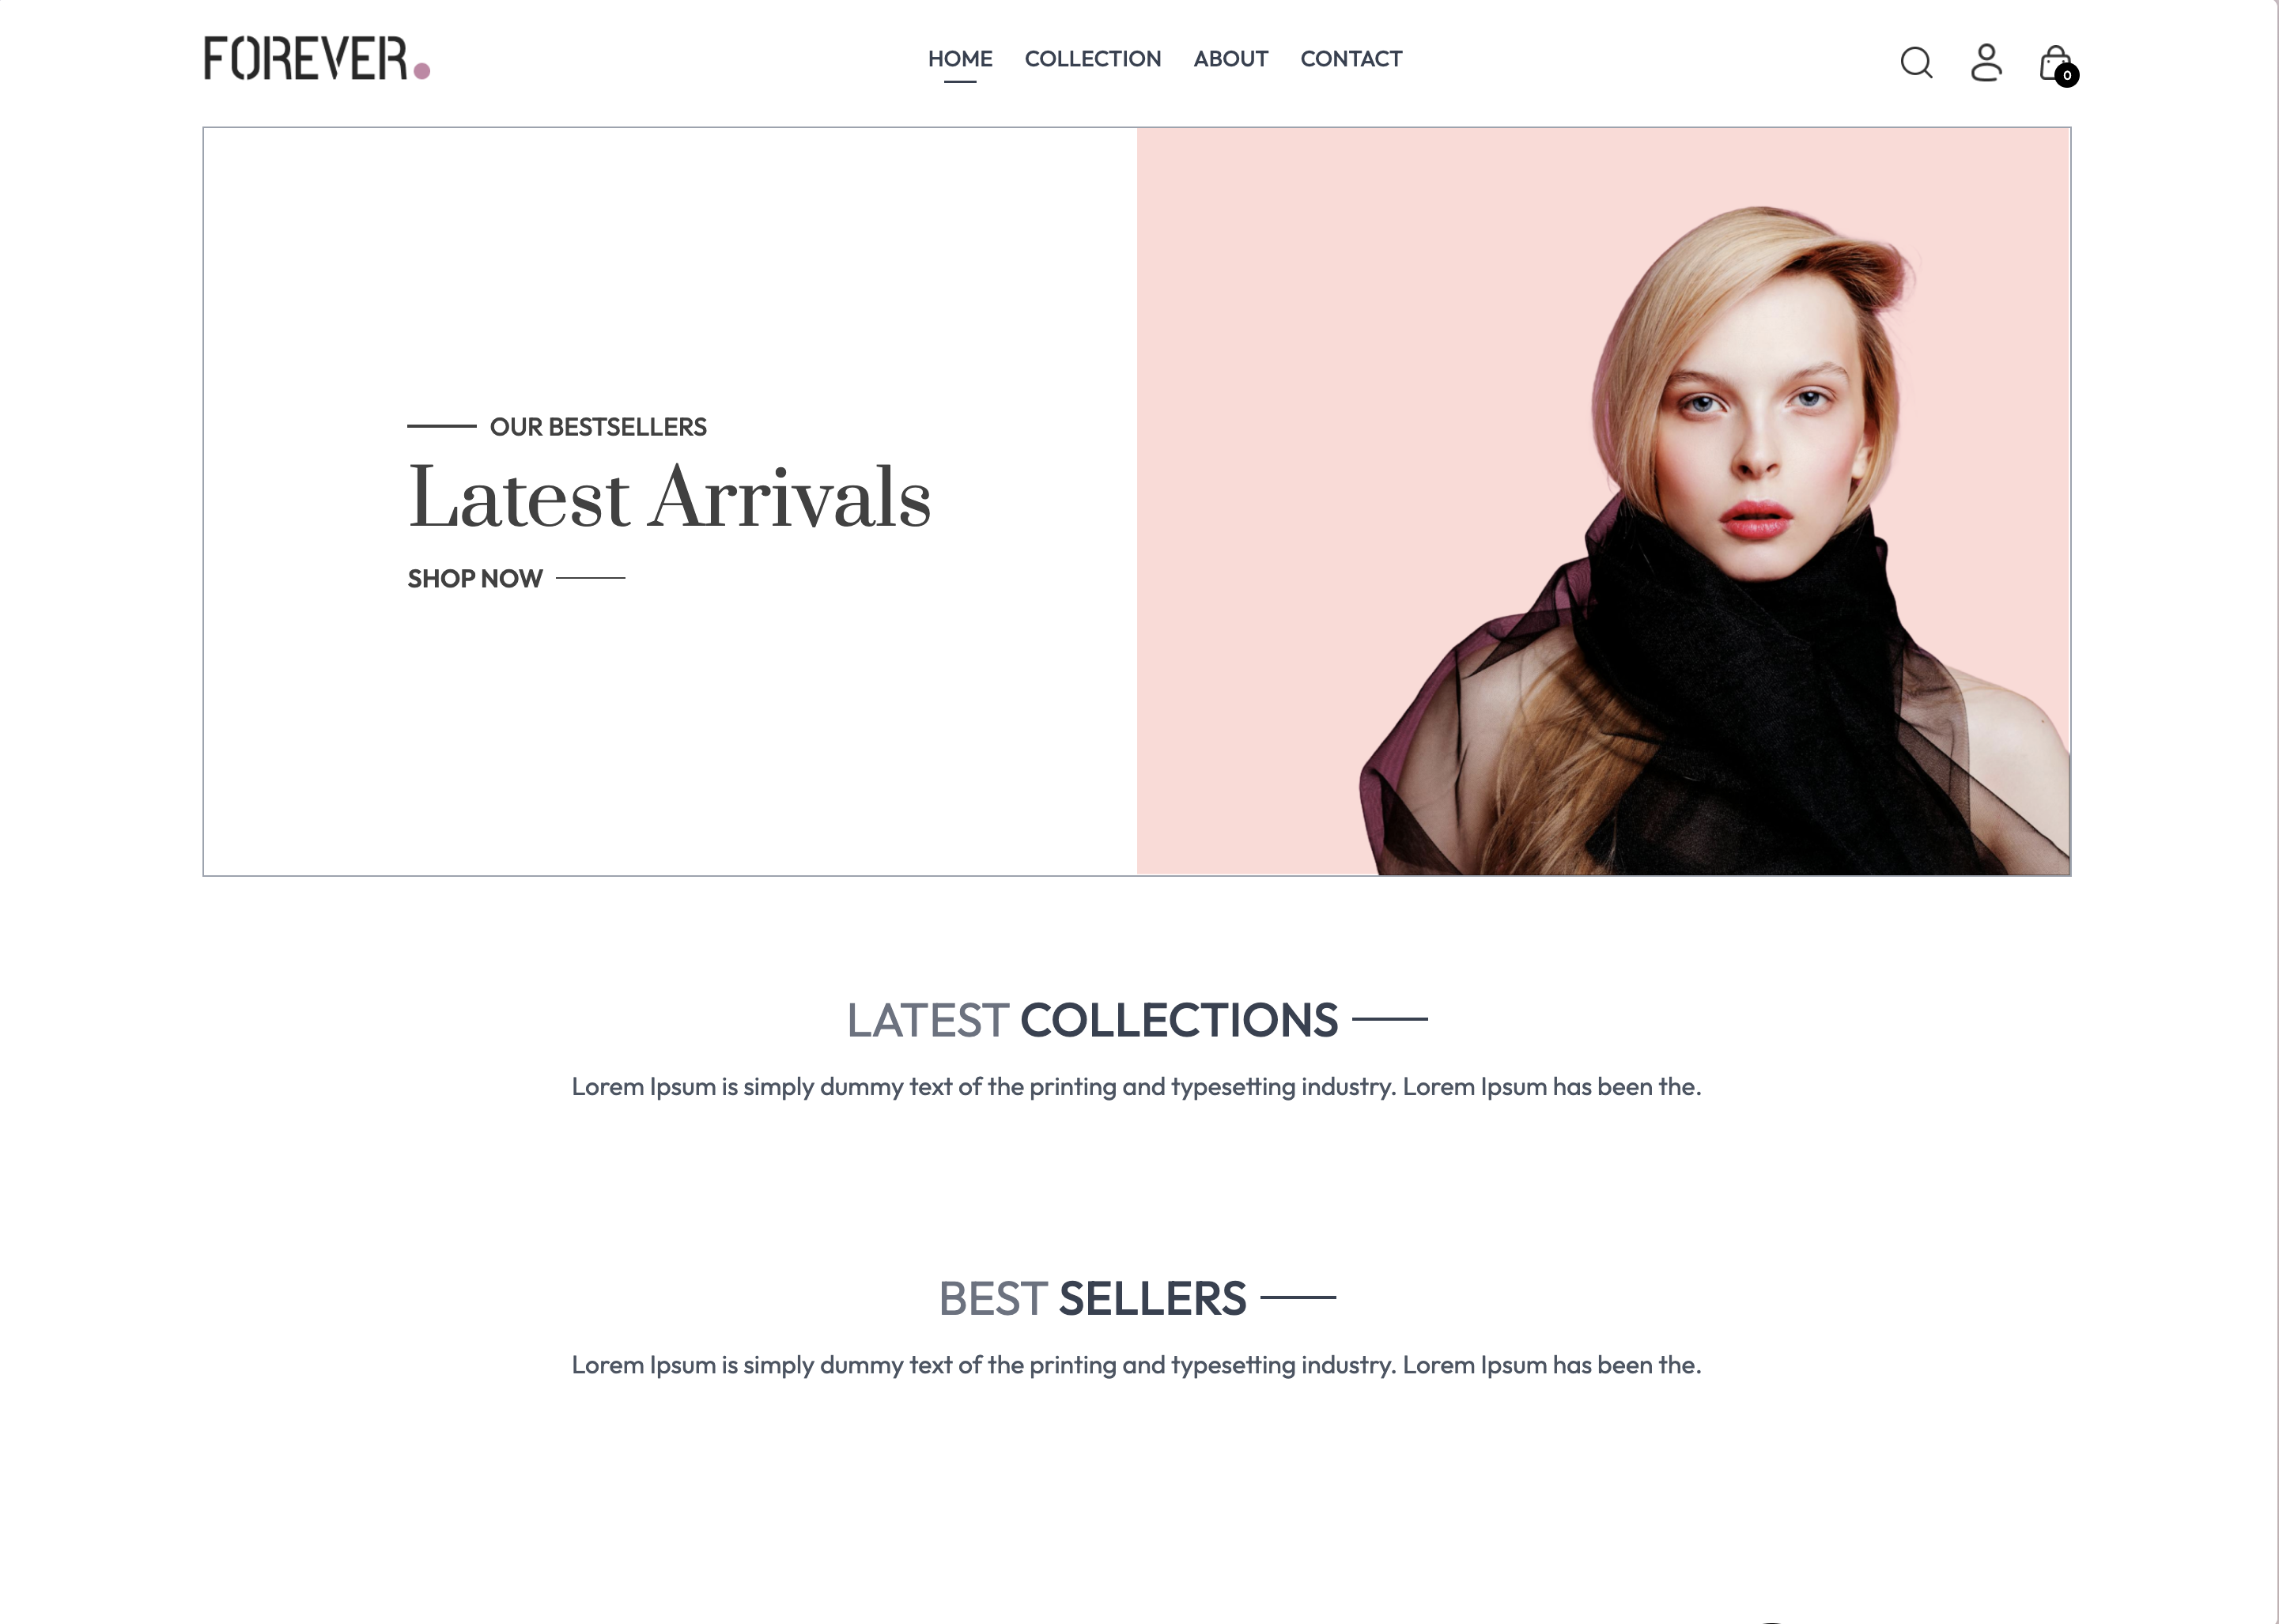 FOREVER.
HOME COLLECTION ABOUT CONTACT
0
OUR BESTSELLERS
Latest Arrivals
SHOP NOW
LATEST COLLECTIONS
Lorem Ipsum is simply dummy text of the printing and typesetting industry. Lorem Ipsum has been the.
BEST SELLERS
Lorem Ipsum is simply dummy text of the printing and typesetting industry. Lorem Ipsum has been the.